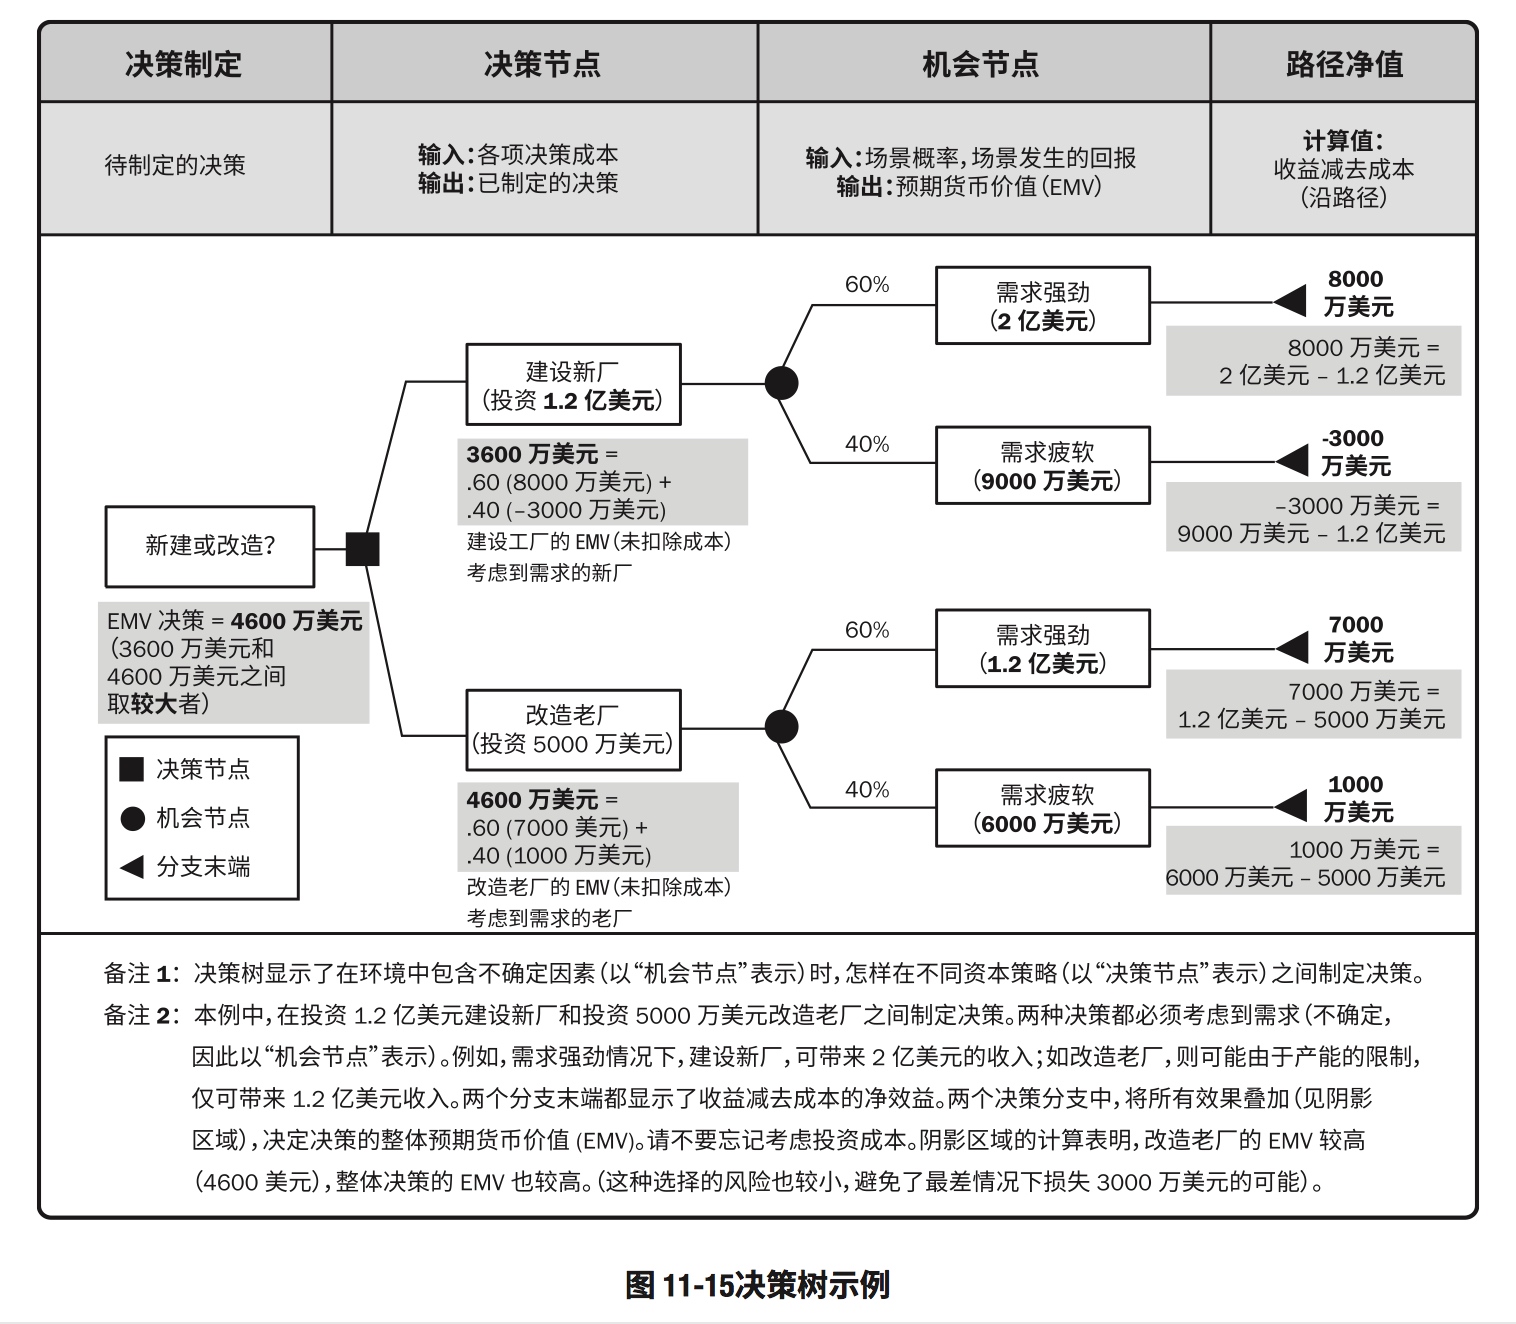 决策制定
决策节点
机会节点
路径净值
待制定的决策
输入：各项决策成本
输出：已制定的决策
输入：场景概率，场景发生的回报
输出：预期货币价值（EMV）
计算值：
收益减去成本
（沿路径）
新建或改造？
EMV 决策 = 4600 万美元
（3600 万美元和
4600 万美元之间
取较大者）
决策节点
机会节点
分支末端
建设新厂
（投资 1.2 亿美元）
3600 万美元 =
.60 (8000 万美元) +
.40 (–3000 万美元)
建设工厂的 EMV（未扣除成本）
考虑到需求的新厂
改造老厂
（投资 5000 万美元）
4600 万美元 =
.60 (7000 美元) +
.40 (1000 万美元)
改造老厂的 EMV（未扣除成本）
考虑到需求的老厂
60%
需求强劲
（2 亿美元）
8000
万美元
8000 万美元 =
2 亿美元 – 1.2 亿美元
40%
需求疲软
（9000 万美元）
-3000
万美元
–3000 万美元 =
9000 万美元 – 1.2 亿美元
60%
需求强劲
（1.2 亿美元）
7000
万美元
7000 万美元 =
1.2 亿美元 – 5000 万美元
40%
需求疲软
（6000 万美元）
1000
万美元
1000 万美元 =
6000 万美元 – 5000 万美元
备注 1：决策树显示了在环境中包含不确定因素（以“机会节点”表示）时，怎样在不同资本策略（以“决策节点”表示）之间制定决策。
备注 2：本例中，在投资 1.2 亿美元建设新厂和投资 5000 万美元改造老厂之间制定决策。两种决策都必须考虑到需求（不确定，
因此以“机会节点”表示）。例如，需求强劲情况下，建设新厂，可带来 2 亿美元的收入；如改造老厂，则可能由于产能的限制，
仅可带来 1.2 亿美元收入。两个分支末端都显示了收益减去成本的净效益。两个决策分支中，将所有效果叠加（见阴影
区域），决定决策的整体预期货币价值 (EMV)。请不要忘记考虑投资成本。阴影区域的计算表明，改造老厂的 EMV 较高
（4600 美元），整体决策的 EMV 也较高。（这种选择的风险也较小，避免了最差情况下损失 3000 万美元的可能）。
图 11-15决策树示例